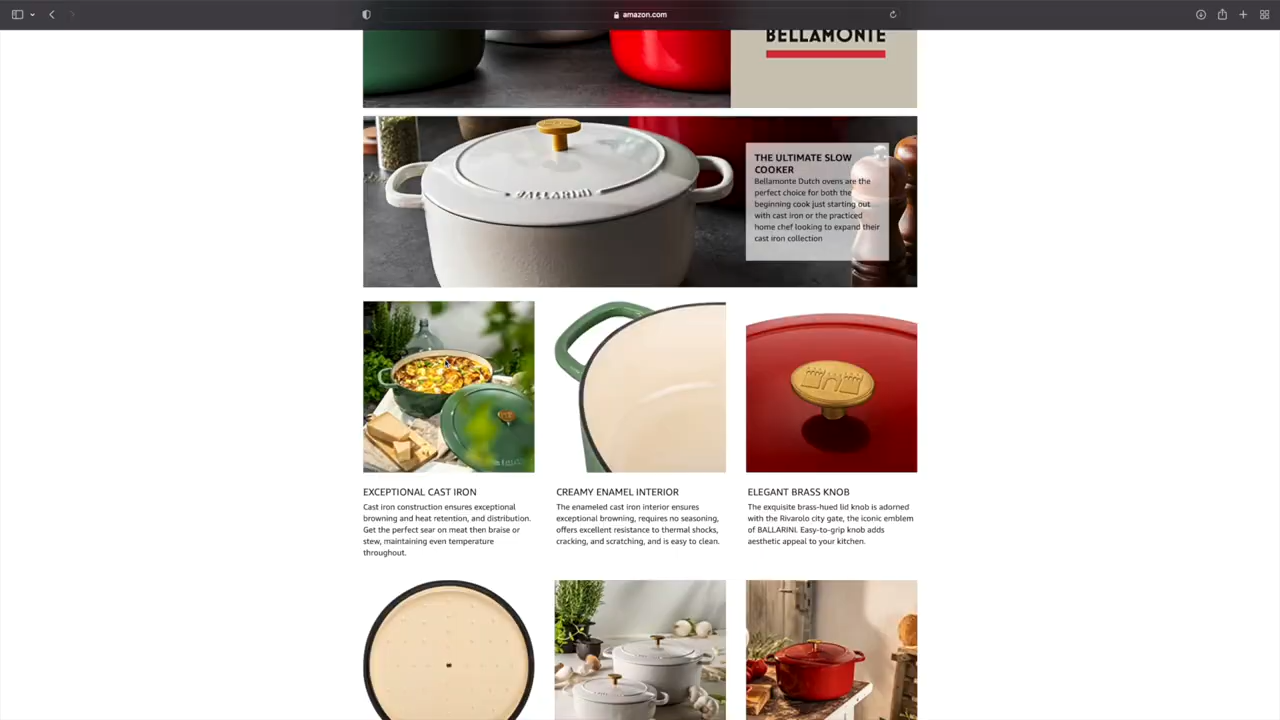 amazon.com
BELLAMONTE
BALLARINI
THE ULTIMATE SLOW
COOKER
Bellamonte Dutch ovens are the
perfect choice for both the
beginning cook just starting out
with cast iron or the practiced
home chef looking to expand their
cast iron collection
EXCEPTIONAL CAST IRON
Cast iron construction ensures exceptional
browning and heat retention, and distribution.
Get the perfect sear on meat then braise or
stew, maintaining even temperature
throughout.
CREAMY ENAMEL INTERIOR
The enameled cast iron interior ensures
exceptional browning, requires no seasoning,
offers excellent resistance to thermal shocks,
cracking, and scratching, and is easy to clean.
ELEGANT BRASS KNOB
The exquisite brass-hued lid knob is adorned
with the Rivarolo city gate, the iconic emblem
of BALLARINI. Easy-to-grip knob adds
aesthetic appeal to your kitchen.